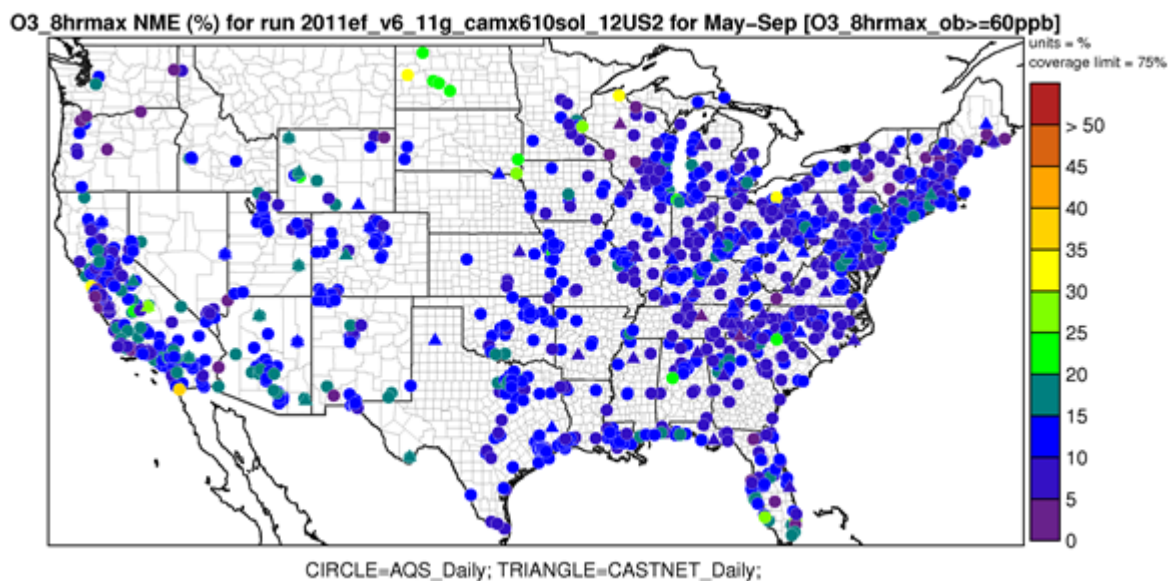 O3_8hrmax NME (%) for run 2011ef_v6_11g_camx610sol_12US2 for May-Sep [O3_8hrmax_ob>=60ppb]
units = %
coverage limit = 75%
> 50
45
40
35
30
25
20
15
10
5
0
CIRCLE=AQS_Daily; TRIANGLE=CASTNET_Daily;